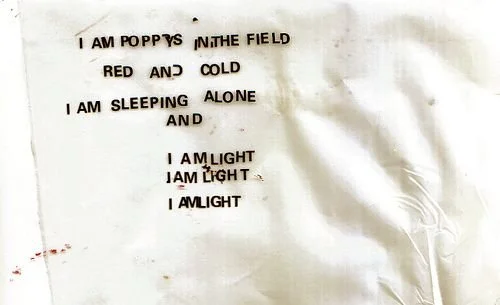 I AM POPPYS IN THE FIELD
RED AND COLD
I AM SLEEPING ALONE
AND
I AM LIGHT
I AM LIGHT
I AM LIGHT